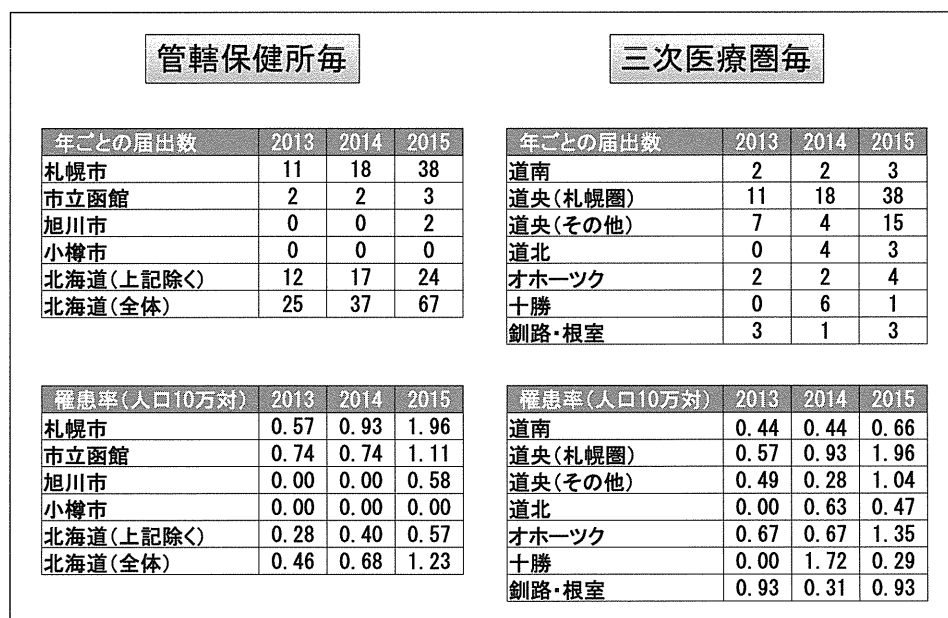 管轄保健所毎
年ごとの届出数 2013 2014 2015
札幌市 11 18 38
市立函館 2 2 3
旭川市 0 0 2
小樽市 0 0 0
北海道(上記除く) 12 17 24
北海道(全体) 25 37 67
罹患率(人口10万対) 2013 2014 2015
札幌市 0.57 0.93 1.96
市立函館 0.74 0.74 1.11
旭川市 0.00 0.00 0.58
小樽市 0.00 0.00 0.00
北海道(上記除く) 0.28 0.40 0.57
北海道(全体) 0.46 0.68 1.23
三次医療圏毎
年ごとの届出数 2013 2014 2015
道南 2 2 3
道央(札幌圏) 11 18 38
道央(その他) 7 4 15
道北 0 4 3
オホーツク 2 2 4
十勝 0 6 1
釧路・根室 3 1 3
罹患率(人口10万対) 2013 2014 2015
道南 0.44 0.44 0.66
道央(札幌圏) 0.57 0.93 1.96
道央(その他) 0.49 0.28 1.04
道北 0.00 0.63 0.47
オホーツク 0.67 0.67 1.35
十勝 0.00 1.72 0.29
釧路・根室 0.93 0.31 0.93